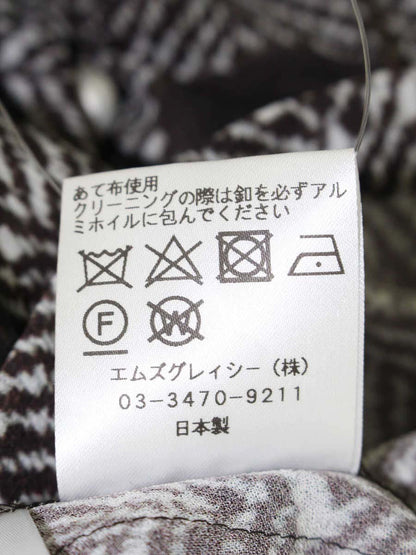 あて布使用
クリーニングの際は釦を必ずアル
ミホイルに包んでください
F W
エムズグレィシー（株）
03-3470-9211
日本製